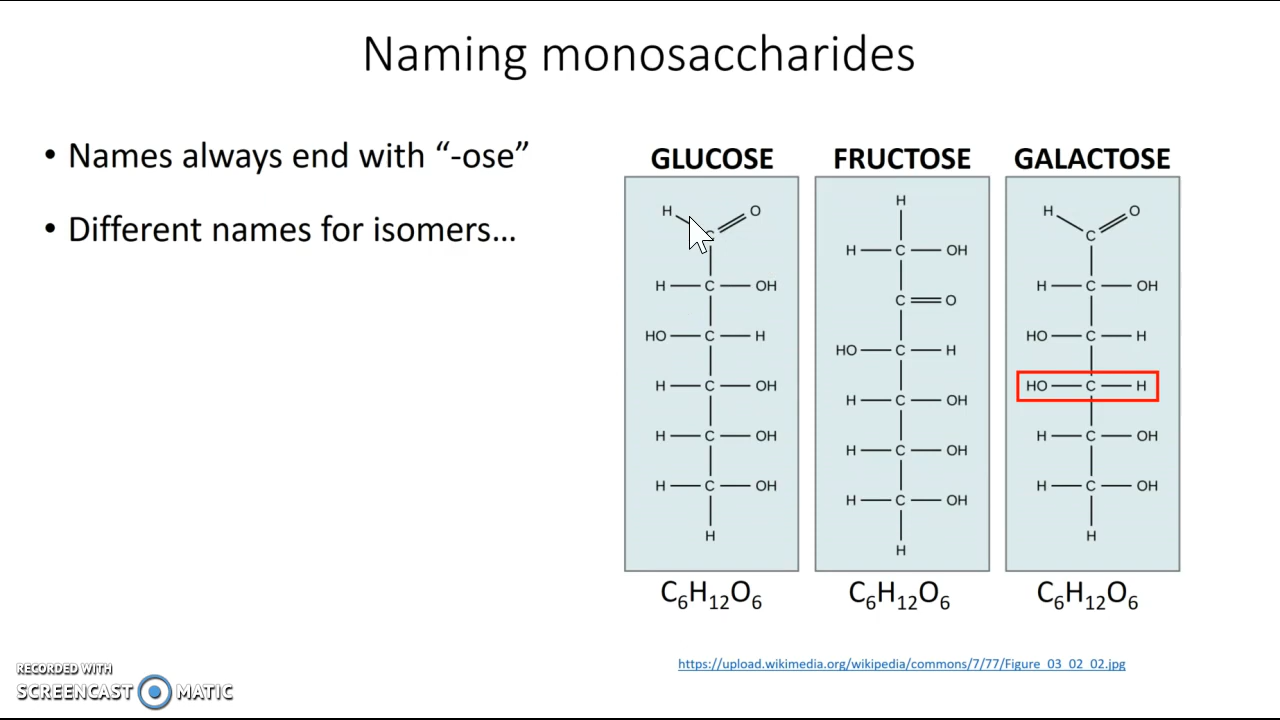 Naming monosaccharides
• Names always end with “-ose”
• Different names for isomers...
GLUCOSE
H O
C
H C OH
HO C H
H C OH
H C OH
H C OH
H
C₆H₁₂O₆
FRUCTOSE
H
H C OH
C O
HO C H
H C OH
H C OH
H C OH
H
C₆H₁₂O₆
GALACTOSE
H O
C
H C OH
HO C H
HO C H
H C OH
H C OH
H
C₆H₁₂O₆
https://upload.wikimedia.org/wikipedia/commons/7/77/Figure_03_02_02.jpg
RECORDED WITH
SCREENCAST MATIC